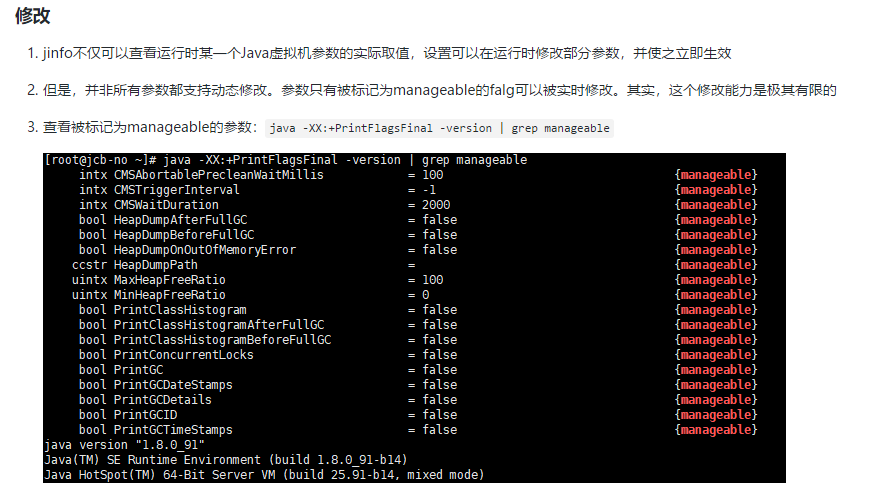 修改
1. jinfo不仅可以查看运行时某一个Java虚拟机参数的实际取值，设置可以在运行时修改部分参数，并使之立即生效
2. 但是，并非所有参数都支持动态修改。参数只有被标记为manageable的falg可以被实时修改。其实，这个修改能力是极其有限的
3. 查看被标记为manageable的参数：java -XX:+PrintFlagsFinal -version | grep manageable
[root@jcb-no ~]# java -XX:+PrintFlagsFinal -version | grep manageable
intx CMSAbortablePrecleanWaitMillis = 100 {manageable}
intx CMSTriggerInterval = -1 {manageable}
intx CMSWaitDuration = 2000 {manageable}
bool HeapDumpAfterFullGC = false {manageable}
bool HeapDumpBeforeFullGC = false {manageable}
bool HeapDumpOnOutOfMemoryError = false {manageable}
ccstr HeapDumpPath = {manageable}
uintx MaxHeapFreeRatio = 100 {manageable}
uintx MinHeapFreeRatio = 0 {manageable}
bool PrintClassHistogram = false {manageable}
bool PrintClassHistogramAfterFullGC = false {manageable}
bool PrintClassHistogramBeforeFullGC = false {manageable}
bool PrintConcurrentLocks = false {manageable}
bool PrintGC = false {manageable}
bool PrintGCDateStamps = false {manageable}
bool PrintGCDetails = false {manageable}
bool PrintGCID = false {manageable}
bool PrintGCTimeStamps = false {manageable}
java version "1.8.0_91"
Java(TM) SE Runtime Environment (build 1.8.0_91-b14)
Java HotSpot(TM) 64-Bit Server VM (build 25.91-b14, mixed mode)